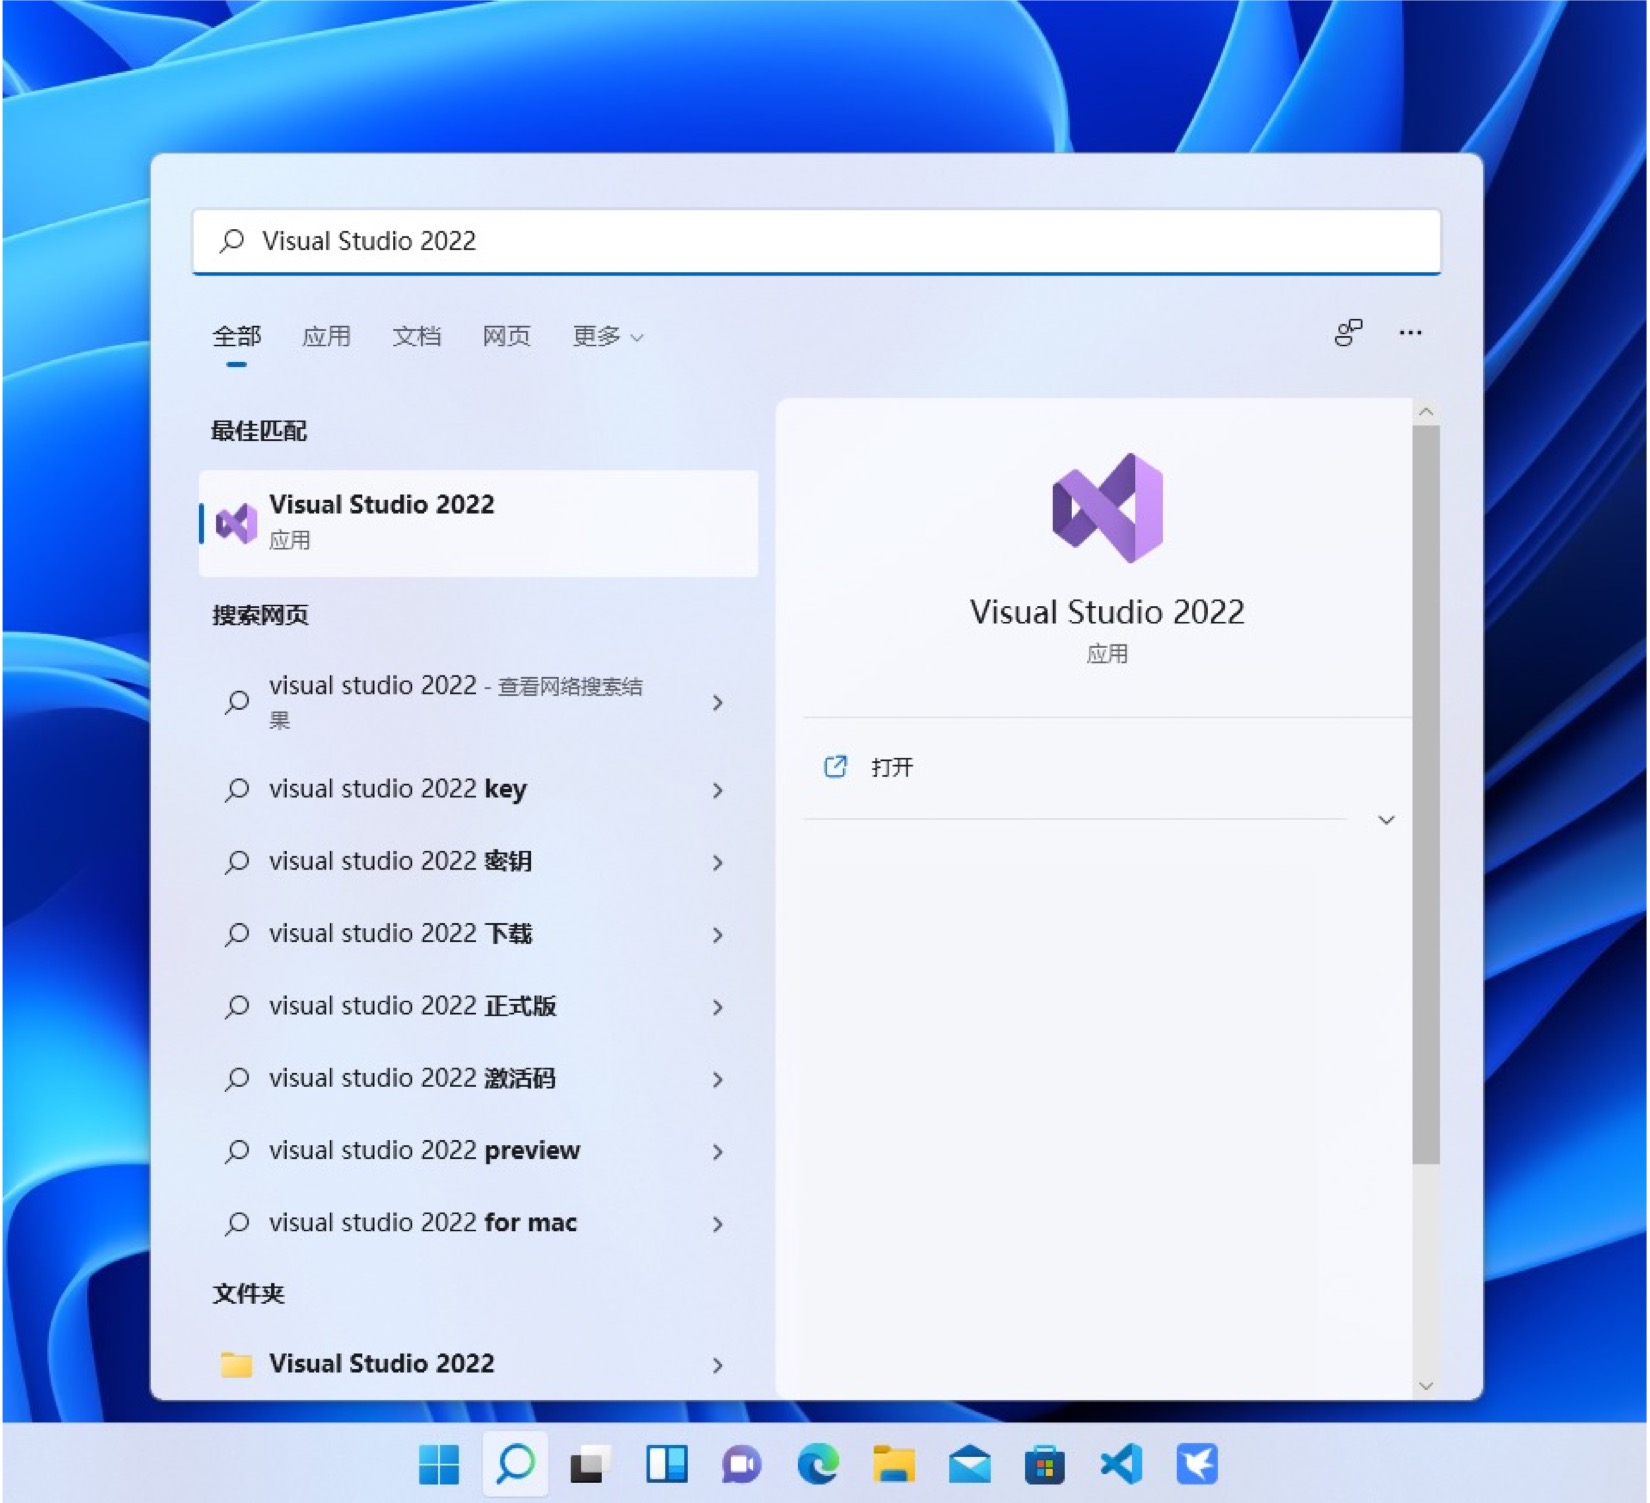 Visual Studio 2022
全部 应用 文档 网页 更多
最佳匹配
Visual Studio 2022
应用
搜索网页
visual studio 2022 - 查看网络搜索结
果
visual studio 2022 key
visual studio 2022 密钥
visual studio 2022 下载
visual studio 2022 正式版
visual studio 2022 激活码
visual studio 2022 preview
visual studio 2022 for mac
文件夹
Visual Studio 2022
Visual Studio 2022
应用
打开